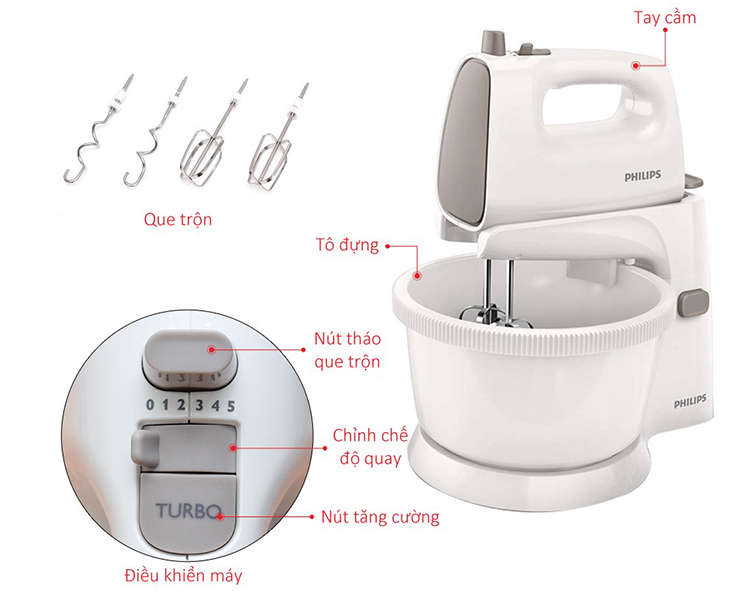 Tay cầm
PHILIPS
Que trộn
Tô đựng
Nút tháo
que trộn
0 1 2 3 4 5
Chỉnh chế
độ quay
PHILIPS
TURBO
Nút tăng cường
Điều khiển máy